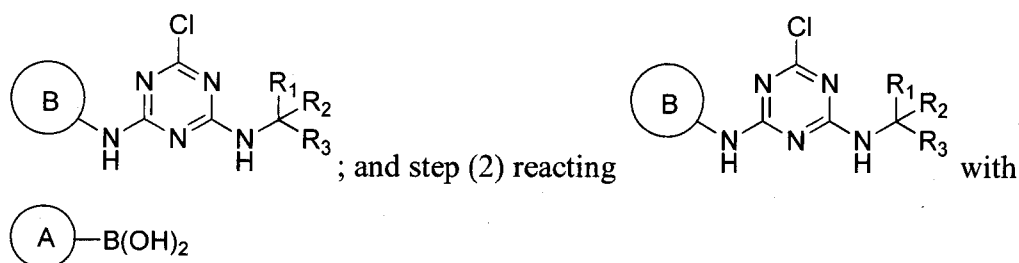 Cl Cl
B N N R₁ R₂ B N N R₁ R₂
N H N N H R₃ ; and step (2) reacting N H N N H R₃ with
A B(OH)₂